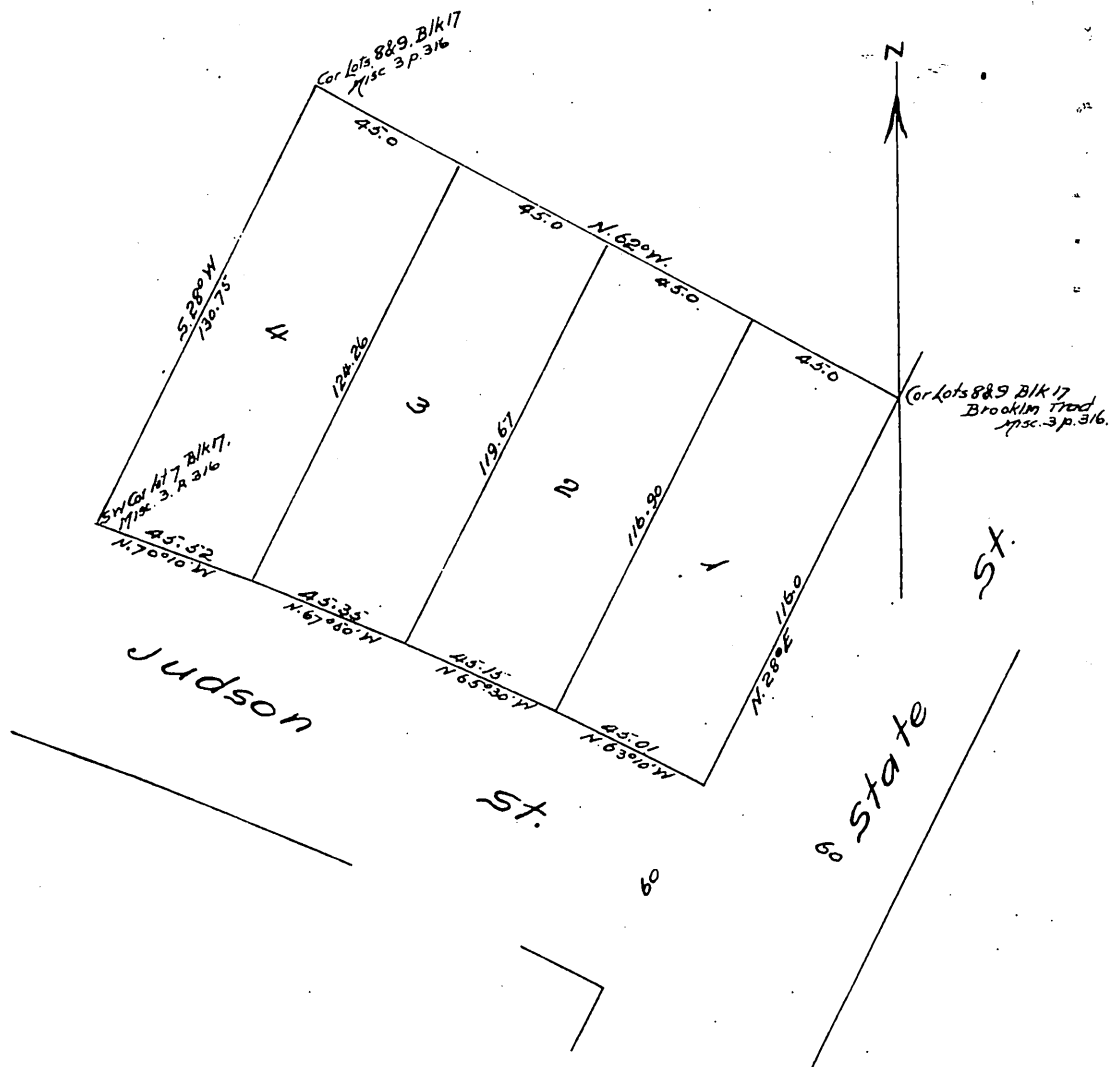 Cor Lots. 8&9. Blk 17
Misc 3 p. 316
N
45.0
45.0
N. 62° W.
45.0
45.0
S. 28° W
130.75
4
124.26
3
119.67
2
116.90
1
116.0
N. 28° E
Cor Lots 8&9 Blk 17
Brooklm Trad
Misc. 3 p. 316.
SW Cor Lot 7 Blk 17.
Misc. 3. P. 316
45.52
N. 70° 10' W
45.35
N. 67° 50' W
45.15
N 65° 30' W
45.01
N. 63° 10' W
Judson
St.
60
60 State
St.